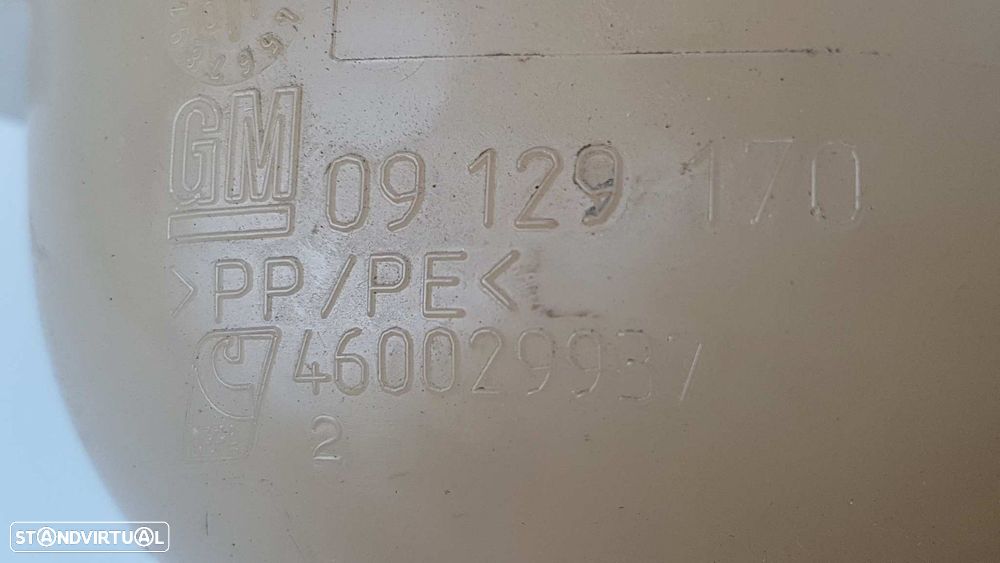 GM 09 129 170
>PP/PE<
460029937
2
STANDVIRTUAL